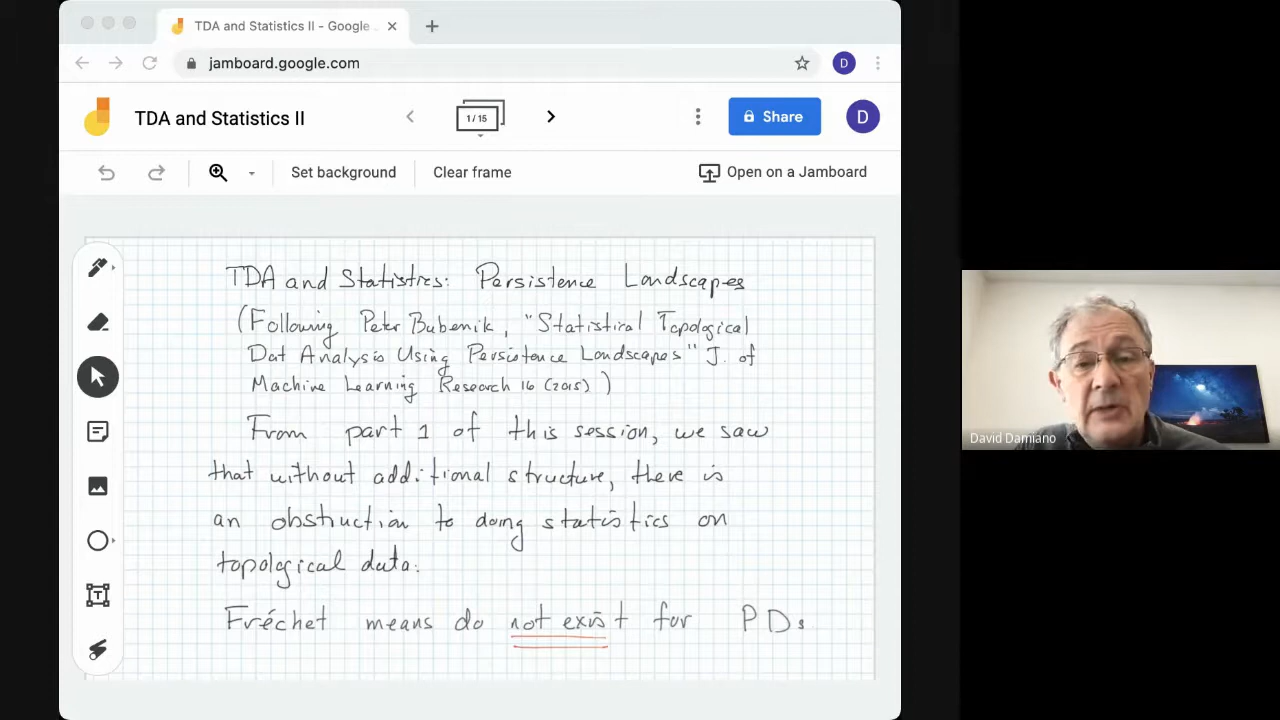 TDA and Statistics II - Google
jamboard.google.com
D
TDA and Statistics II
1 / 15
Share
D
Set background
Clear frame
Open on a Jamboard
TDA and Statistics: Persistence Landscapes
(Following Peter Bubenik, "Statistical Topological
Dat Analysis Using Persistence Landscapes" J. of
Machine Learning Research 16 (2015) )
From part 1 of this session, we saw
that without additional structure, there is
an obstruction to doing statistics on
topological data.
Fréchet means do not exist for PDs
David Damiano